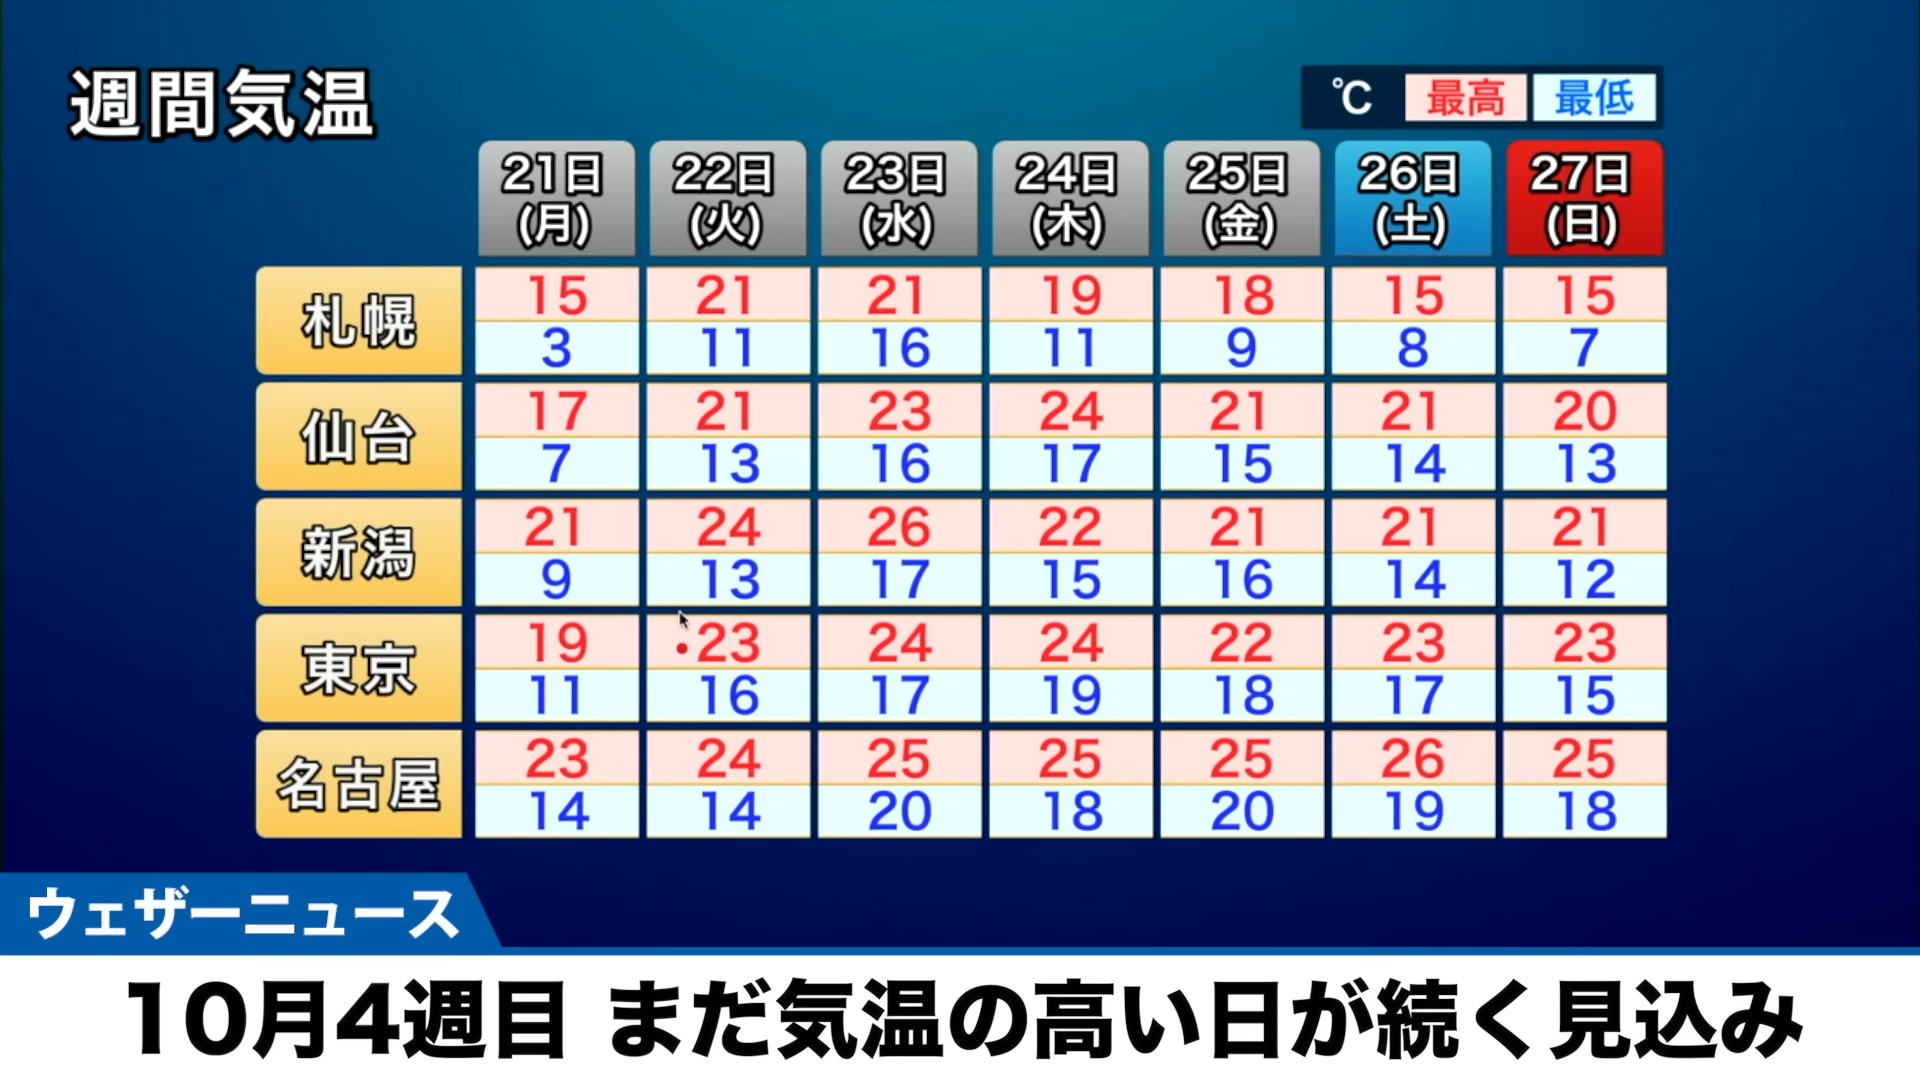 週間気温
℃ 最高 最低
21日 22日 23日 24日 25日 26日 27日
(月) (火) (水) (木) (金) (土) (日)
札幌 15 21 21 19 18 15 15
3 11 16 11 9 8 7
仙台 17 21 23 24 21 21 20
7 13 16 17 15 14 13
新潟 21 24 26 22 21 21 21
9 13 17 15 16 14 12
東京 19 23 24 24 22 23 23
11 16 17 19 18 17 15
名古屋 23 24 25 25 25 26 25
14 14 20 18 20 19 18
ウェザーニュース
10月4週目 まだ気温の高い日が続く見込み